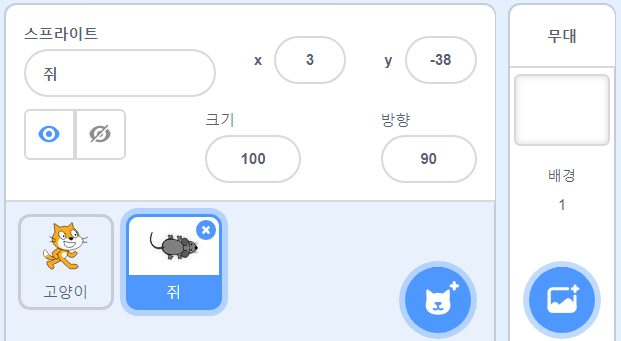 스프라이트
쥐
x 3 y -38
크기 방향
100 90
고양이
쥐
무대
배경
1